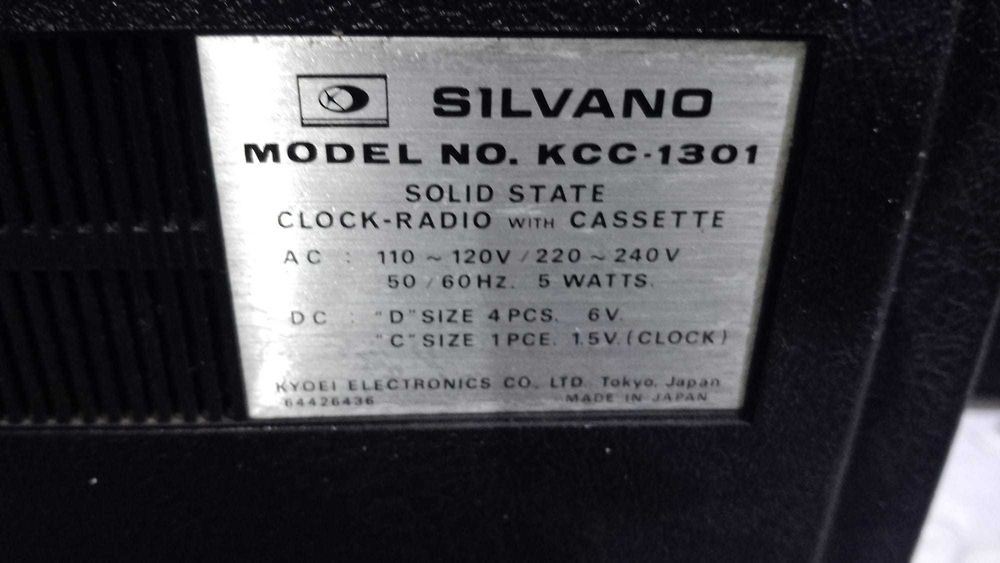 SILVANO
MODEL NO. KCC-1301
SOLID STATE
CLOCK-RADIO WITH CASSETTE
AC : 110 ~ 120V / 220 ~ 240V
50 / 60HZ. 5 WATTS.
DC : "D" SIZE 4 PCS. 6V.
"C" SIZE 1 PCE. 1.5V. (CLOCK)
KYOEI ELECTRONICS CO., LTD. Tokyo, Japan
64426436 MADE IN JAPAN